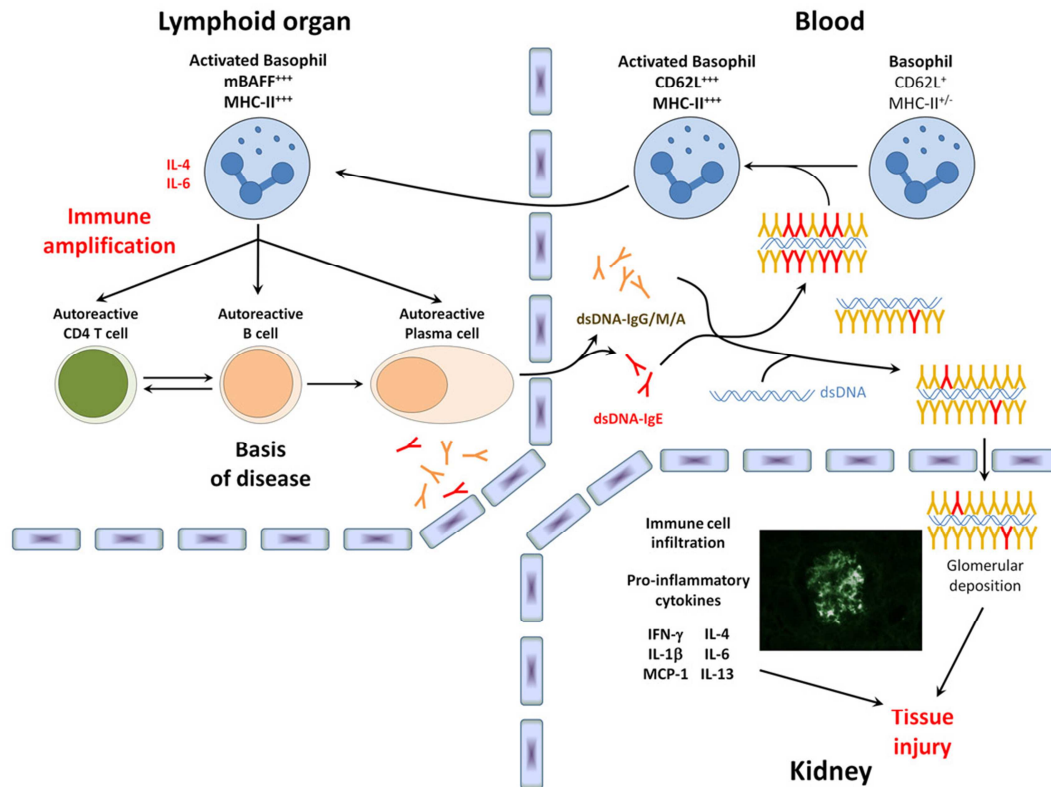 Lymphoid organ
Activated Basophil
mBAFF+++
MHC-II+++
IL-4
IL-6
Immune
amplification
Autoreactive
CD4 T cell
Autoreactive
B cell
Autoreactive
Plasma cell
Basis
of disease
Blood
Activated Basophil
CD62L+++
MHC-II+++
Basophil
CD62L+
MHC-II+/-
dsDNA-IgG/M/A
dsDNA-IgE
dsDNA
Immune cell
infiltration
Pro-inflammatory
cytokines
IFN-γ IL-4
IL-1β IL-6
MCP-1 IL-13
Glomerular
deposition
Tissue
injury
Kidney